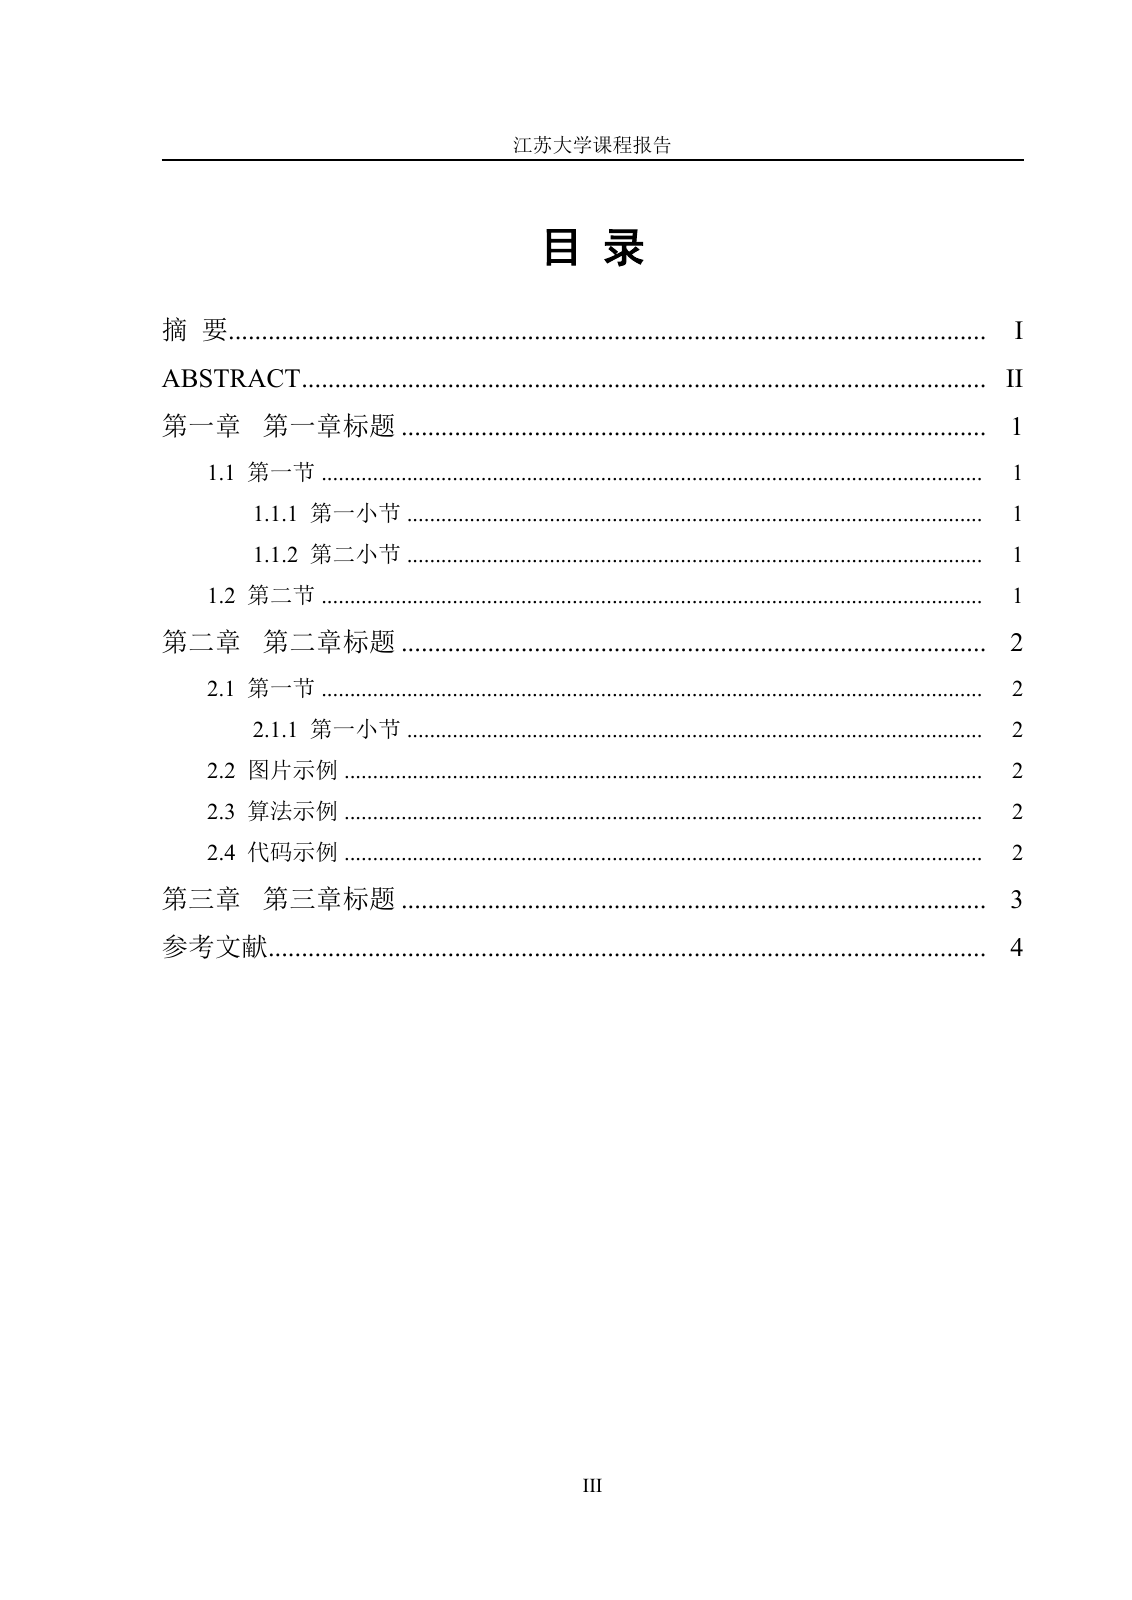 江苏大学课程报告
目 录
摘 要........................................................................................................... I
ABSTRACT........................................................................................................... II
第一章 第一章标题 ........................................................................................................... 1
1.1 第一节 ........................................................................................................... 1
1.1.1 第一小节 ........................................................................................................... 1
1.1.2 第二小节 ........................................................................................................... 1
1.2 第二节 ........................................................................................................... 1
第二章 第二章标题 ........................................................................................................... 2
2.1 第一节 ........................................................................................................... 2
2.1.1 第一小节 ........................................................................................................... 2
2.2 图片示例 ........................................................................................................... 2
2.3 算法示例 ........................................................................................................... 2
2.4 代码示例 ........................................................................................................... 2
第三章 第三章标题 ........................................................................................................... 3
参考文献........................................................................................................... 4
III